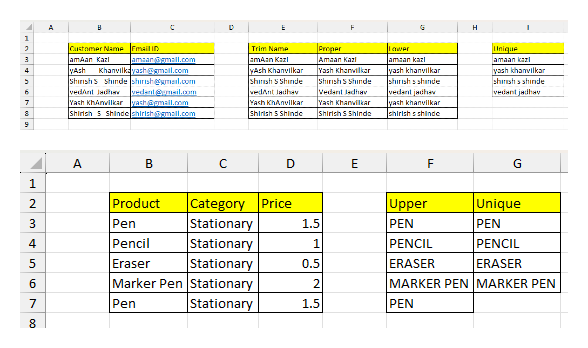 A B C D E F G H I
1
2 Customer Name Email ID Trim Name Proper Lower Unique
3 amAan Kazi amaan@gmail.com amAan Kazi Amaan Kazi amaan kazi amaan kazi
4 yAsh Khanvilkar yash@gmail.com yAsh Khanvilkar Yash Khanvilkar yash khanvilkar yash khanvilkar
5 Shirish S Shinde shirish@gmail.com Shirish S Shinde Shirish S Shinde shirish s shinde shirish s shinde
6 vedAnt Jadhav vedant@gmail.com vedAnt Jadhav Vedant Jadhav vedant jadhav vedant jadhav
7 Yash KhAnvilkar yash@gmail.com Yash KhAnvilkar Yash Khanvilkar yash khanvilkar
8 Shirish S Shinde shirish@gmail.com Shirish S Shinde Shirish S Shinde shirish s shinde
9
A B C D E F G
1
2 Product Category Price Upper Unique
3 Pen Stationary 1.5 PEN PEN
4 Pencil Stationary 1 PENCIL PENCIL
5 Eraser Stationary 0.5 ERASER ERASER
6 Marker Pen Stationary 2 MARKER PEN MARKER PEN
7 Pen Stationary 1.5 PEN
8